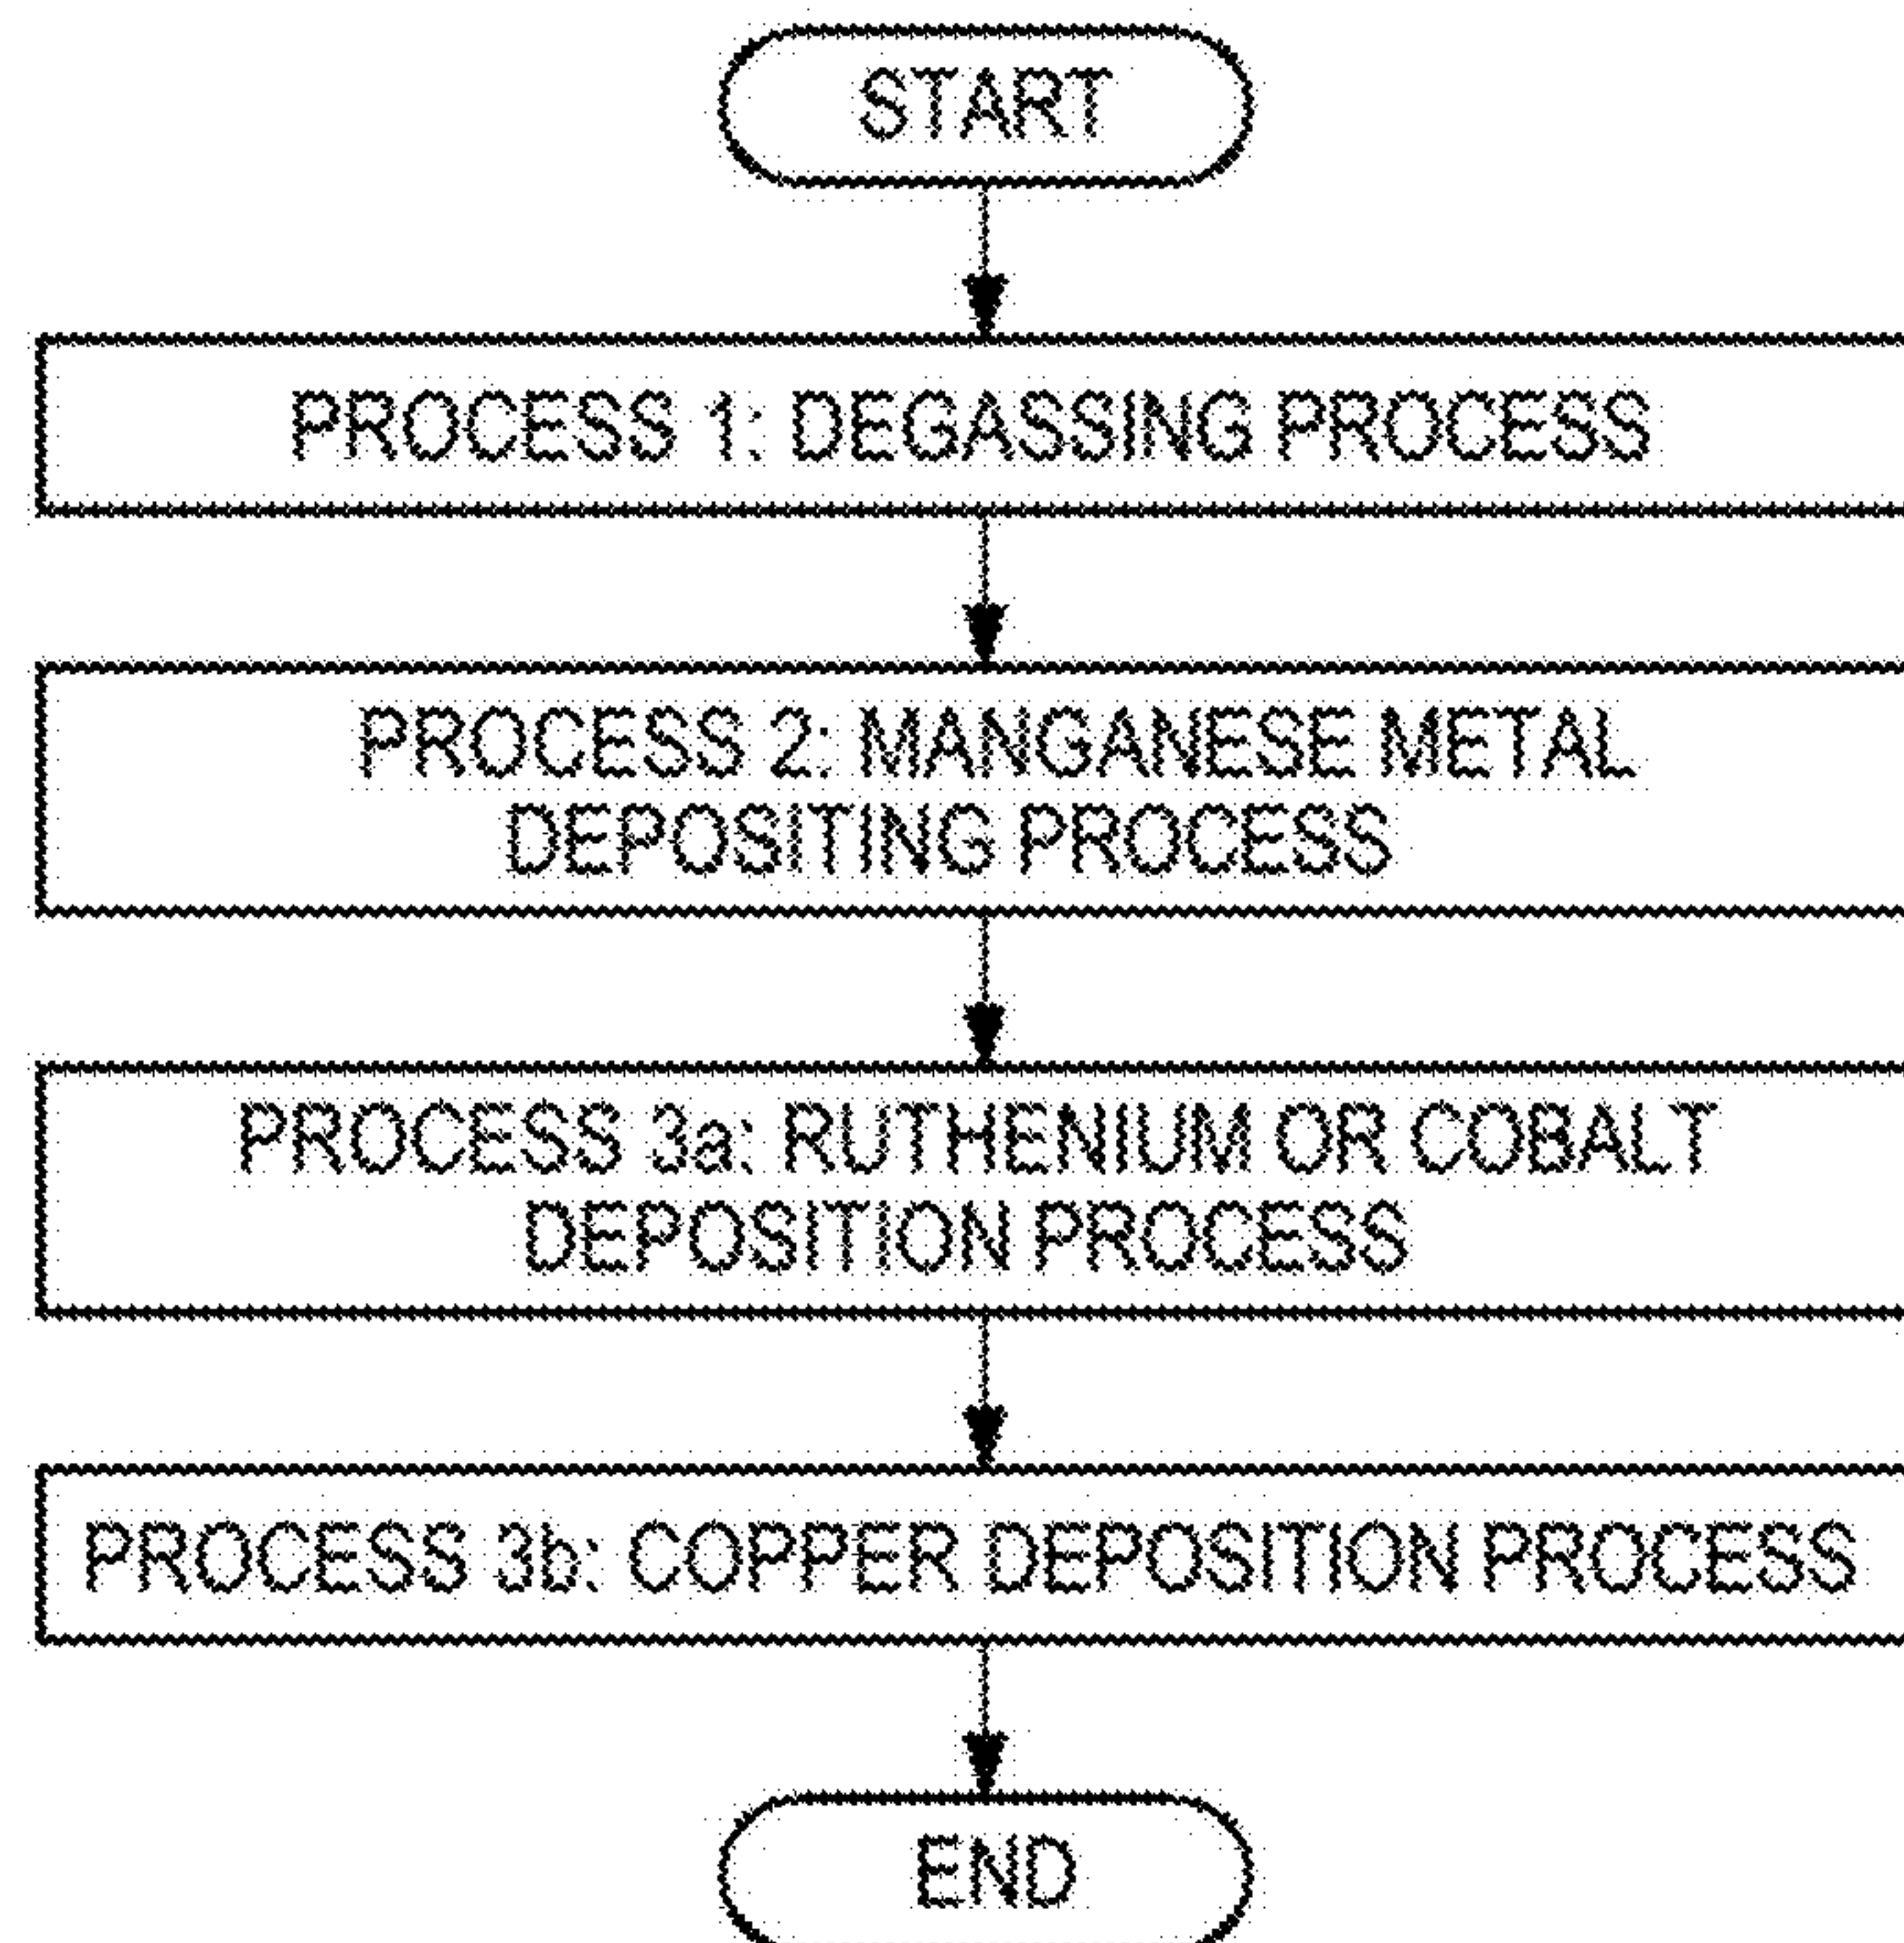 START
PROCESS 1: DEGASSING PROCESS
PROCESS 2: MANGANESE METAL
DEPOSITING PROCESS
PROCESS 3a: RUTHENIUM OR COBALT
DEPOSITION PROCESS
PROCESS 3b: COPPER DEPOSITION PROCESS
END